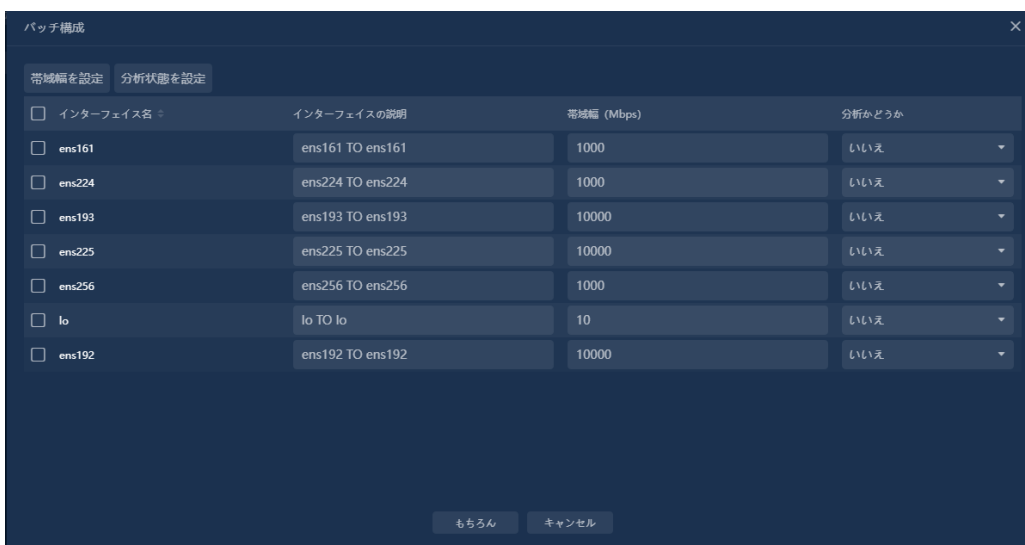 バッチ構成
帯域幅を設定 分析状態を設定
インターフェイス名 インターフェイスの説明 帯域幅 (Mbps) 分析かどうか
ens161 ens161 TO ens161 1000 いいえ
ens224 ens224 TO ens224 1000 いいえ
ens193 ens193 TO ens193 10000 いいえ
ens225 ens225 TO ens225 10000 いいえ
ens256 ens256 TO ens256 1000 いいえ
lo lo TO lo 10 いいえ
ens192 ens192 TO ens192 10000 いいえ
もちろん キャンセル